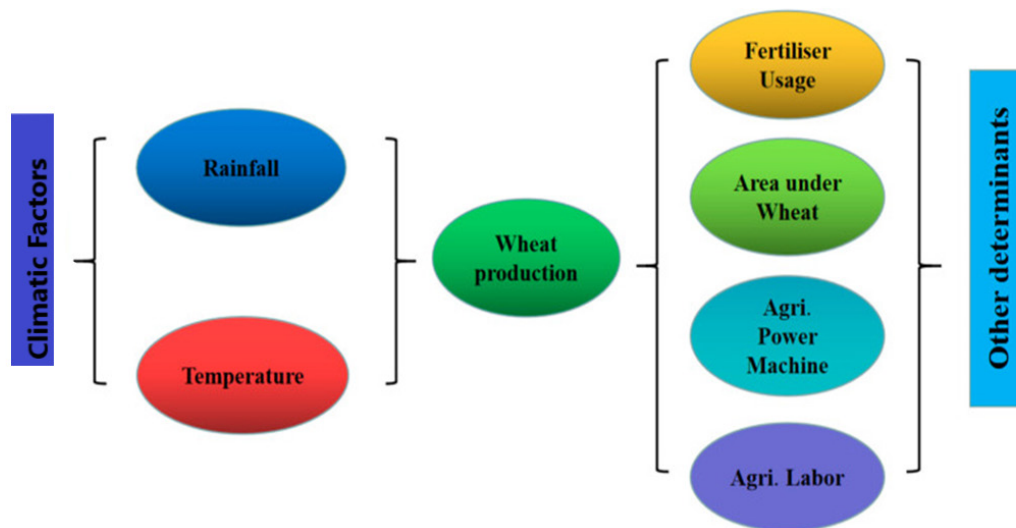 Climatic Factors
Rainfall
Temperature
Wheat
production
Fertiliser
Usage
Area under
Wheat
Agri.
Power
Machine
Agri. Labor
Other determinants